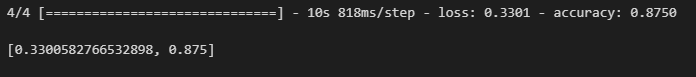 4/4 [==============================] - 10s 818ms/step - loss: 0.3301 - accuracy: 0.8750
[0.3300582766532898, 0.875]